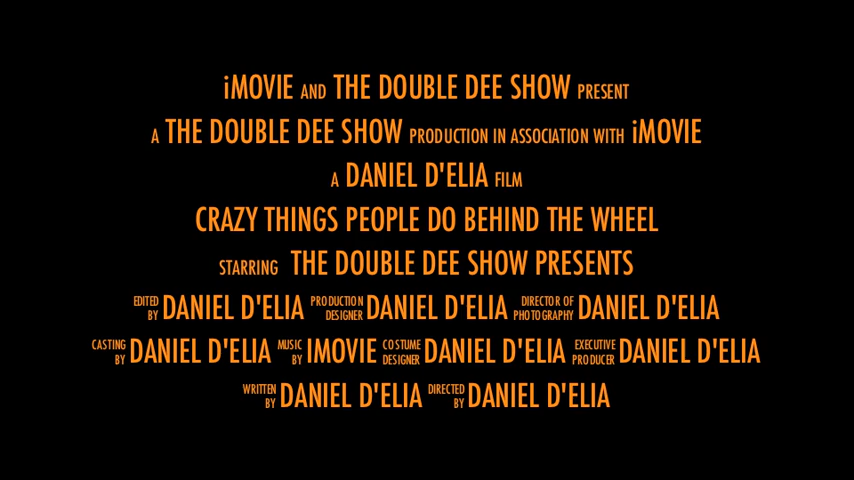 iMOVIE AND THE DOUBLE DEE SHOW PRESENT
A THE DOUBLE DEE SHOW PRODUCTION IN ASSOCIATION WITH iMOVIE
A DANIEL D'ELIA FILM
CRAZY THINGS PEOPLE DO BEHIND THE WHEEL
STARRING THE DOUBLE DEE SHOW PRESENTS
EDITED BY DANIEL D'ELIA PRODUCTION DESIGNER DANIEL D'ELIA DIRECTOR OF PHOTOGRAPHY DANIEL D'ELIA
CASTING BY DANIEL D'ELIA MUSIC BY IMOVIE COSTUME DESIGNER DANIEL D'ELIA EXECUTIVE PRODUCER DANIEL D'ELIA
WRITTEN BY DANIEL D'ELIA DIRECTED BY DANIEL D'ELIA